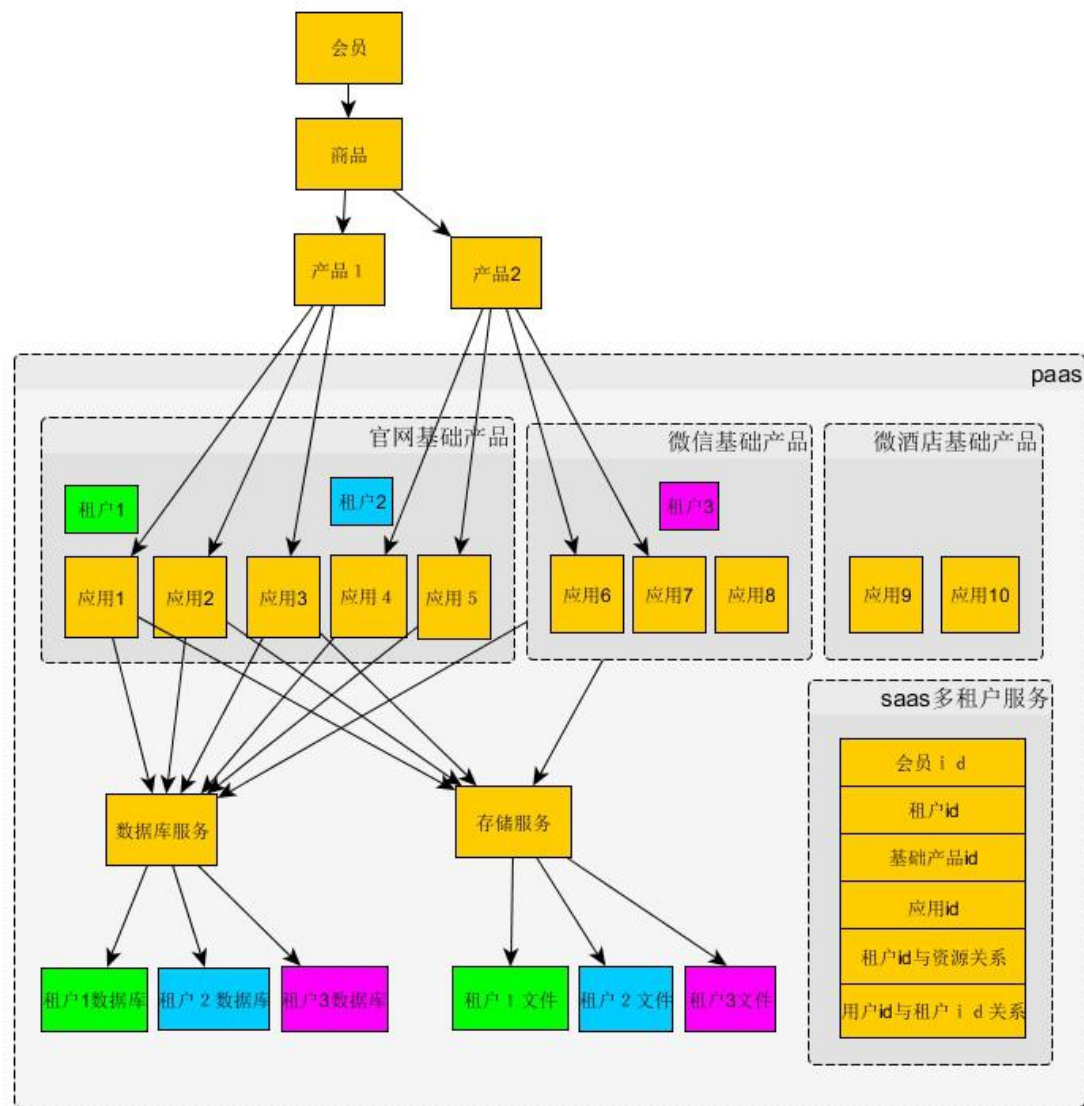 会员
商品
产品１
产品2
paas
官网基础产品
微信基础产品
微酒店基础产品
租户1
租户2
租户3
应用1
应用2
应用3
应用４
应用５
应用6
应用7
应用8
应用9
应用10
saas多租户服务
会员ｉｄ
租户id
基础产品id
应用id
租户id与资源关系
用户id与租户ｉｄ关系
数据库服务
存储服务
租户1数据库
租户２数据库
租户3数据库
租户１文件
租户２文件
租户3文件